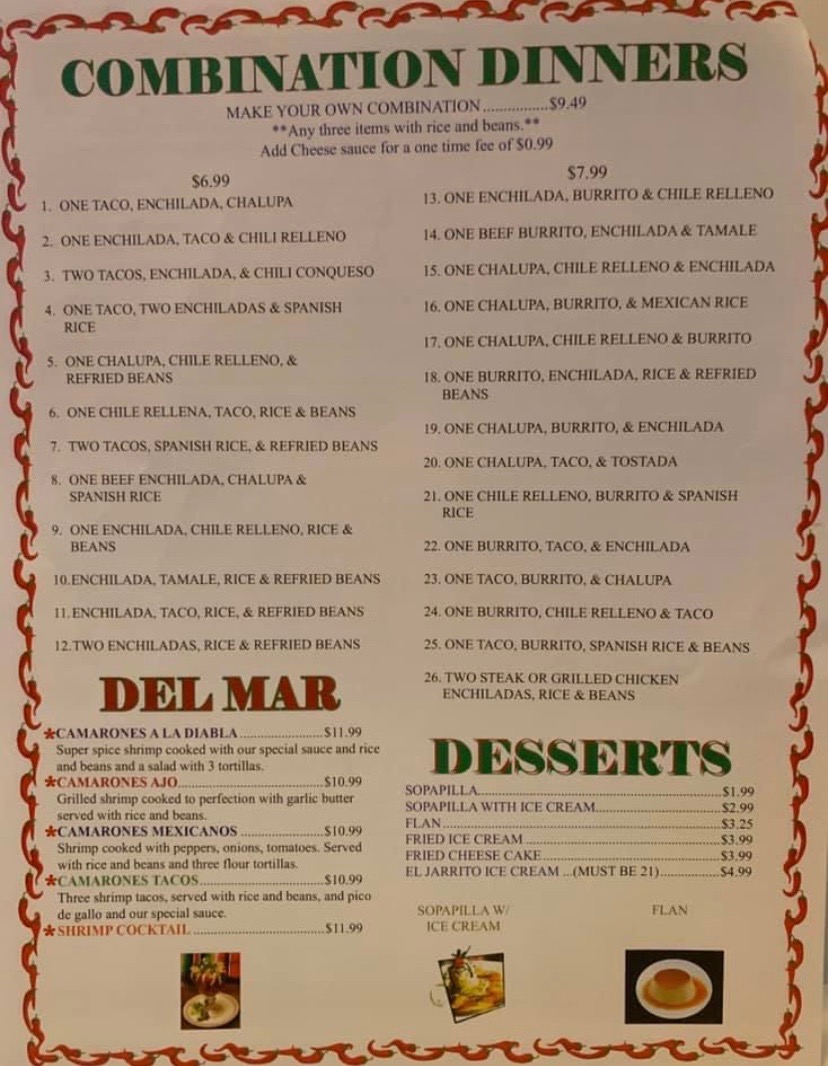 COMBINATION DINNERS
MAKE YOUR OWN COMBINATION ...............$9.49
**Any three items with rice and beans.**
Add Cheese sauce for a one time fee of $0.99
$6.99
1. ONE TACO, ENCHILADA, CHALUPA
2. ONE ENCHILADA, TACO & CHILI RELLENO
3. TWO TACOS, ENCHILADA, & CHILI CONQUESO
4. ONE TACO, TWO ENCHILADAS & SPANISH
RICE
5. ONE CHALUPA, CHILE RELLENO, &
REFRIED BEANS
6. ONE CHILE RELLENA, TACO, RICE & BEANS
7. TWO TACOS, SPANISH RICE, & REFRIED BEANS
8. ONE BEEF ENCHILADA, CHALUPA &
SPANISH RICE
9. ONE ENCHILADA, CHILE RELLENO, RICE &
BEANS
10.ENCHILADA, TAMALE, RICE & REFRIED BEANS
11.ENCHILADA, TACO, RICE, & REFRIED BEANS
12.TWO ENCHILADAS, RICE & REFRIED BEANS
$7.99
13. ONE ENCHILADA, BURRITO & CHILE RELLENO
14. ONE BEEF BURRITO, ENCHILADA & TAMALE
15. ONE CHALUPA, CHILE RELLENO & ENCHILADA
16. ONE CHALUPA, BURRITO, & MEXICAN RICE
17. ONE CHALUPA, CHILE RELLENO & BURRITO
18. ONE BURRITO, ENCHILADA, RICE & REFRIED
BEANS
19. ONE CHALUPA, BURRITO, & ENCHILADA
20. ONE CHALUPA, TACO, & TOSTADA
21. ONE CHILE RELLENO, BURRITO & SPANISH
RICE
22. ONE BURRITO, TACO, & ENCHILADA
23. ONE TACO, BURRITO, & CHALUPA
24. ONE BURRITO, CHILE RELLENO & TACO
25. ONE TACO, BURRITO, SPANISH RICE & BEANS
26. TWO STEAK OR GRILLED CHICKEN
ENCHILADAS, RICE & BEANS
DEL MAR
*CAMARONES A LA DIABLA ......................$11.99
Super spice shrimp cooked with our special sauce and rice
and beans and a salad with 3 tortillas.
*CAMARONES AJO.......................................$10.99
Grilled shrimp cooked to perfection with garlic butter
served with rice and beans.
*CAMARONES MEXICANOS ......................$10.99
Shrimp cooked with peppers, onions, tomatoes. Served
with rice and beans and three flour tortillas.
*CAMARONES TACOS.................................$10.99
Three shrimp tacos, served with rice and beans, and pico
de gallo and our special sauce.
*SHRIMP COCKTAIL ...................................$11.99
DESSERTS
SOPAPILLA.................................................................$1.99
SOPAPILLA WITH ICE CREAM.................................$2.99
FLAN...........................................................................$3.25
FRIED ICE CREAM ....................................................$3.99
FRIED CHEESE CAKE................................................$3.99
EL JARRITO ICE CREAM ...(MUST BE 21)................$4.99
SOPAPILLA W/
ICE CREAM
FLAN